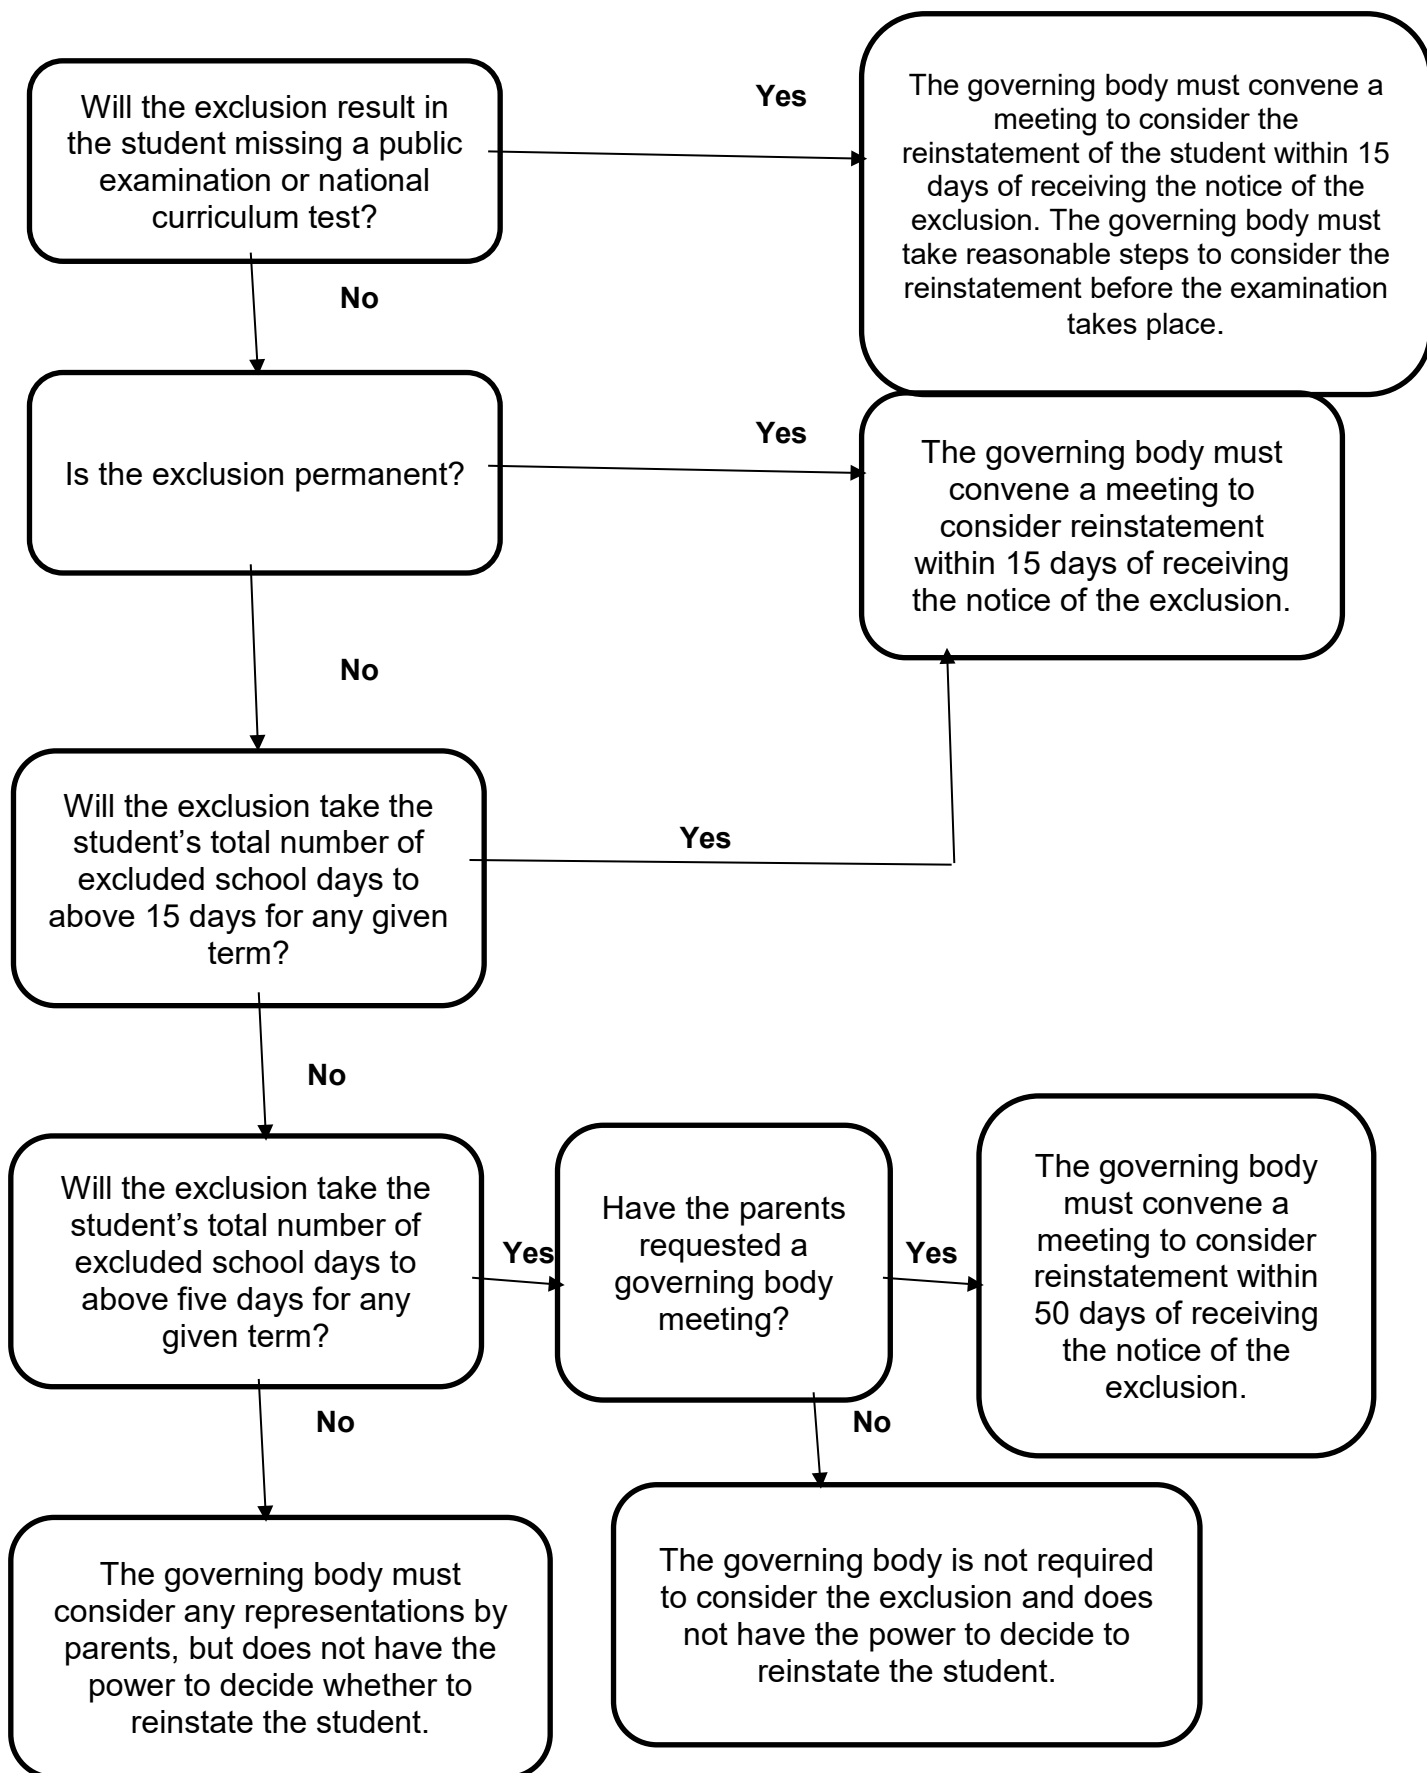 Will the exclusion result in
the student missing a public
examination or national
curriculum test?
Yes
The governing body must convene a
meeting to consider the
reinstatement of the student within 15
days of receiving the notice of the
exclusion. The governing body must
take reasonable steps to consider the
reinstatement before the examination
takes place.
No
Is the exclusion permanent?
Yes
The governing body must
convene a meeting to
consider reinstatement
within 15 days of receiving
the notice of the exclusion.
No
Will the exclusion take the
student’s total number of
excluded school days to
above 15 days for any given
term?
Yes
No
Will the exclusion take the
student’s total number of
excluded school days to
above five days for any
given term?
Yes
Have the parents
requested a
governing body
meeting?
Yes
The governing body
must convene a
meeting to consider
reinstatement within
50 days of receiving
the notice of the
exclusion.
No
No
The governing body must
consider any representations by
parents, but does not have the
power to decide whether to
reinstate the student.
The governing body is not required
to consider the exclusion and does
not have the power to decide to
reinstate the student.